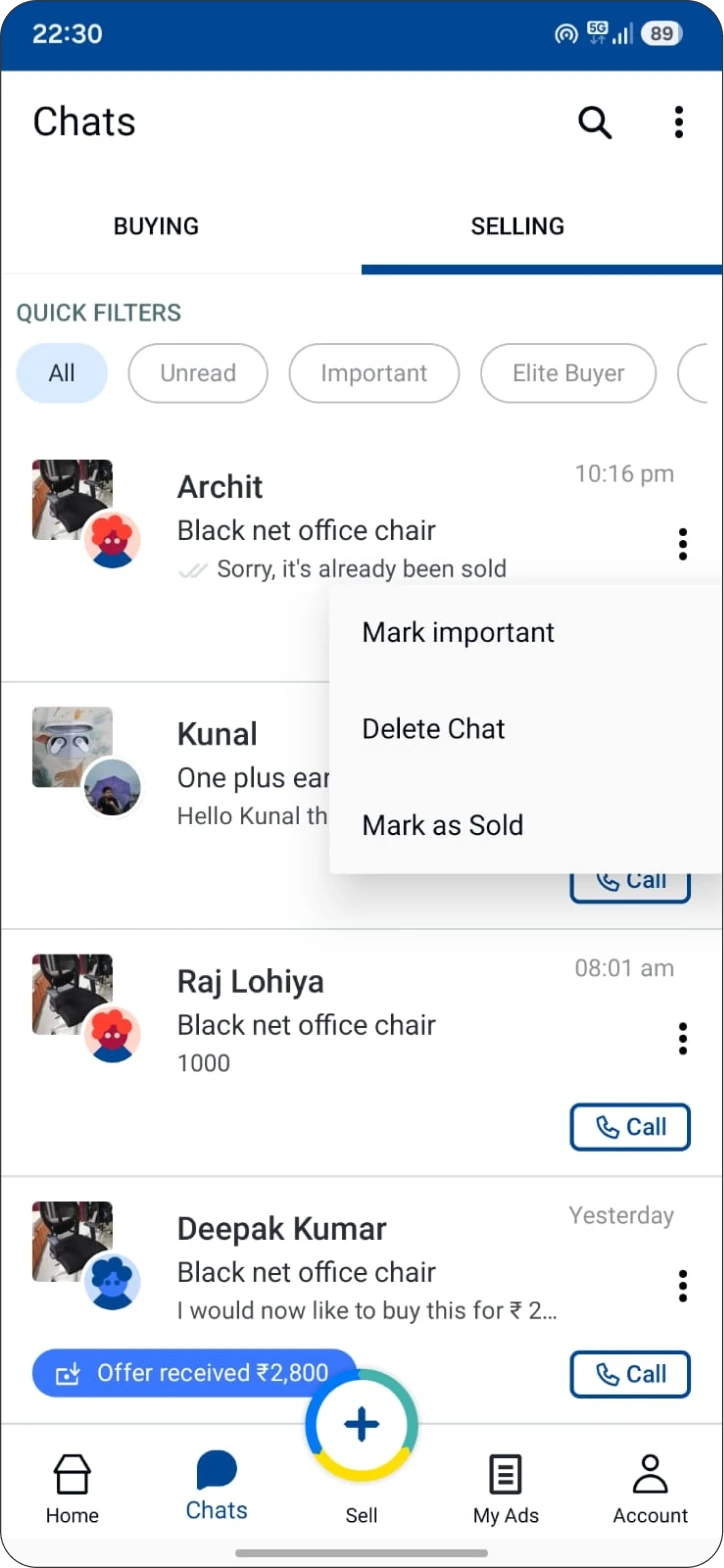 22:30
5G
89
Chats
BUYING
SELLING
QUICK FILTERS
All
Unread
Important
Elite Buyer
Archit
10:16 pm
Black net office chair
Sorry, it's already been sold
Mark important
Delete Chat
Mark as Sold
Kunal
One plus ear
Hello Kunal th
Call
Raj Lohiya
08:01 am
Black net office chair
1000
Call
Deepak Kumar
Yesterday
Black net office chair
I would now like to buy this for ₹ 2...
Offer received ₹2,800
Call
Home
Chats
Sell
My Ads
Account